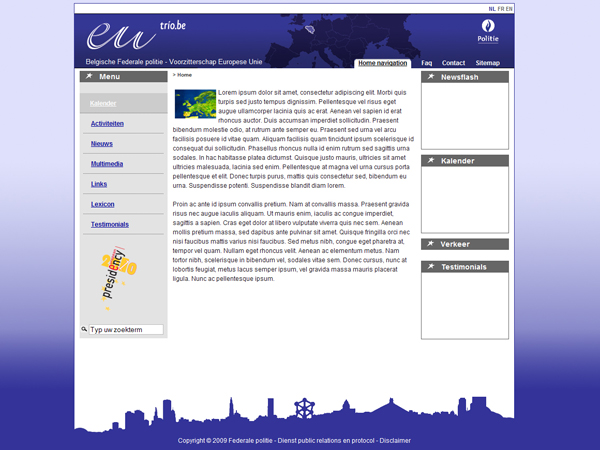 NL FR EN
eu trio.be
Politie
Belgische Federale politie - Voorzitterschap Europese Unie
Home navigation Faq Contact Sitemap
Menu
> Home
Newsflash
Kalender
Activiteiten
Nieuws
Multimedia
Links
Lexicon
Testimonials
presidency 2010
Typ uw zoekterm
Lorem ipsum dolor sit amet, consectetur adipiscing elit. Morbi quis
turpis sed justo tempus dignissim. Pellentesque vel risus eget
augue ullamcorper lacinia quis ac erat. Aenean vel sapien id erat
rhoncus auctor. Duis accumsan imperdiet sollicitudin. Praesent
bibendum molestie odio, at rutrum ante semper eu. Praesent sed urna vel arcu
facilisis posuere id vitae quam. Aliquam facilisis quam tincidunt ipsum scelerisque id
consequat dui sollicitudin. Phasellus rhoncus nulla id enim rutrum sed sagittis urna
sodales. In hac habitasse platea dictumst. Quisque justo mauris, ultricies sit amet
ultricies malesuada, lacinia sed enim. Pellentesque at magna vel urna cursus porta
pellentesque et elit. Donec turpis purus, mattis quis consectetur sed, bibendum eu
urna. Suspendisse potenti. Suspendisse blandit diam lorem.
Proin ac ante id ipsum convallis pretium. Nam at convallis massa. Praesent gravida
risus nec augue iaculis aliquam. Ut mauris enim, iaculis ac congue imperdiet,
sagittis a sapien. Cras eget dolor at libero vulputate viverra quis nec sem. Aenean
mollis pretium massa, sed dapibus ante pulvinar sit amet. Quisque fringilla orci nec
nisi faucibus mattis varius nisi faucibus. Sed metus nibh, congue eget pharetra at,
tempor vel quam. Nullam eget rhoncus velit. Aenean ac elementum metus. Nam
tortor nibh, scelerisque in bibendum vel, sodales vitae sem. Donec cursus, nunc at
lobortis feugiat, metus lacus semper ipsum, vel gravida massa mauris placerat
ligula. Nunc ac pellentesque ipsum.
Kalender
Verkeer
Testimonials
Copyright © 2009 Federale politie - Dienst public relations en protocol - Disclaimer